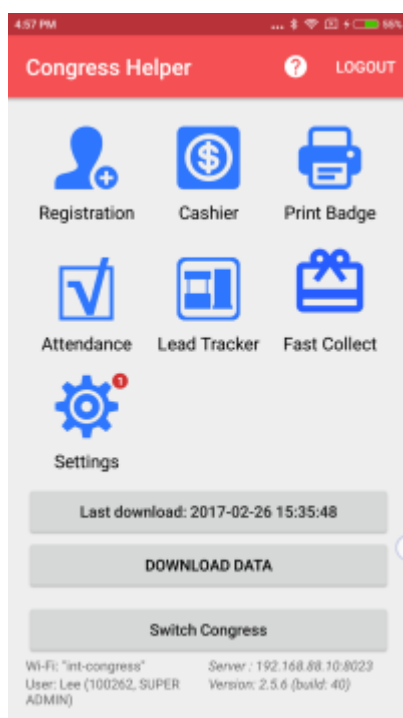 4:57 PM ... 55%
Congress Helper ? LOGOUT
Registration Cashier Print Badge
Attendance Lead Tracker Fast Collect
1
Settings
Last download: 2017-02-26 15:35:48
DOWNLOAD DATA
Switch Congress
Wi-Fi: "int-congress" Server : 192.168.88.10:8023
User: Lee (100262, SUPER Version: 2.5.6 (build: 40)
ADMIN)